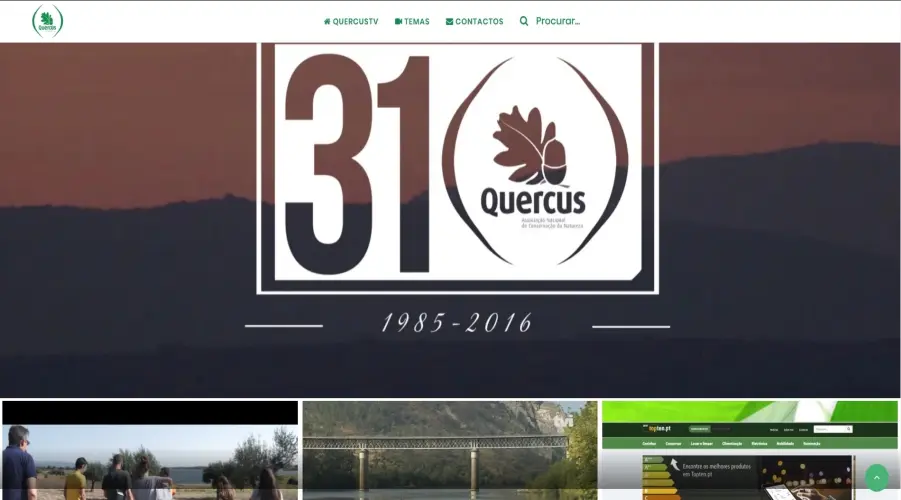 Quercus
QUERCUSTV TEMAS CONTACTOS Procurar...
31
Quercus
Associação Nacional
de Conservação da Natureza
1985-2016
tvi
topten.pt
Encontre os melhores produtos
em Topten.pt